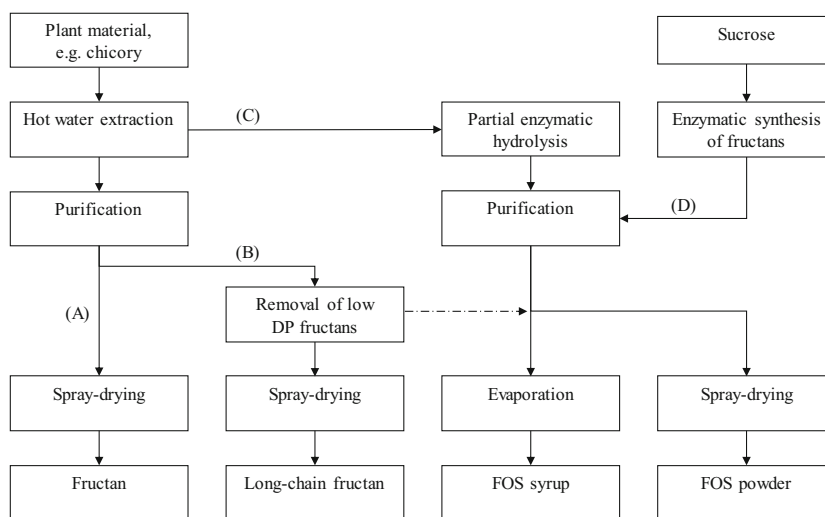 Plant material,
e.g. chicory
Sucrose
Hot water extraction
(C)
Partial enzymatic
hydrolysis
Enzymatic synthesis
of fructans
Purification
Purification
(D)
(B)
(A)
Removal of low
DP fructans
Spray-drying
Spray-drying
Evaporation
Spray-drying
Fructan
Long-chain fructan
FOS syrup
FOS powder